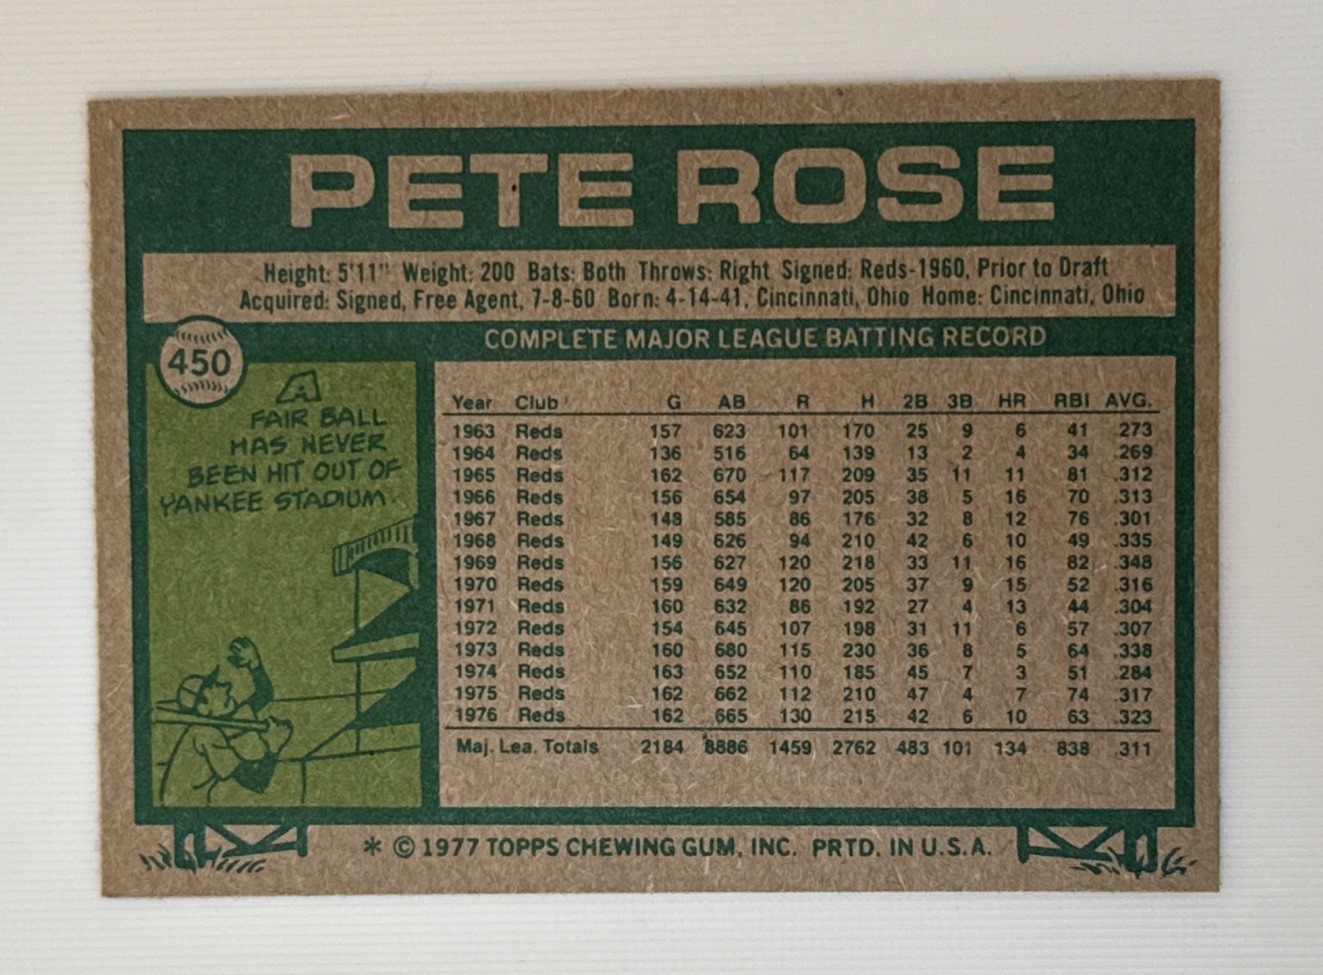 PETE ROSE
Height: 5'11" Weight: 200 Bats: Both Throws: Right Signed: Reds-1960, Prior to Draft
Acquired: Signed, Free Agent, 7-8-60 Born: 4-14-41, Cincinnati, Ohio Home: Cincinnati, Ohio
COMPLETE MAJOR LEAGUE BATTING RECORD
450
A
FAIR BALL
HAS NEVER
BEEN HIT OUT OF
YANKEE STADIUM.
Year Club G AB R H 2B 3B HR RBI AVG.
1963 Reds 157 623 101 170 25 9 6 41 .273
1964 Reds 136 516 64 139 13 2 4 34 .269
1965 Reds 162 670 117 209 35 11 11 81 .312
1966 Reds 156 654 97 205 38 5 16 70 .313
1967 Reds 148 585 86 176 32 8 12 76 .301
1968 Reds 149 626 94 210 42 6 10 49 .335
1969 Reds 156 627 120 218 33 11 16 82 .348
1970 Reds 159 649 120 205 37 9 15 52 .316
1971 Reds 160 632 86 192 27 4 13 44 .304
1972 Reds 154 645 107 198 31 11 6 57 .307
1973 Reds 160 680 115 230 36 8 5 64 .338
1974 Reds 163 652 110 185 45 7 3 51 .284
1975 Reds 162 662 112 210 47 4 7 74 .317
1976 Reds 162 665 130 215 42 6 10 63 .323
Maj. Lea. Totals 2184 8886 1459 2762 483 101 134 838 .311
* © 1977 TOPPS CHEWING GUM, INC. PRTD. IN U.S.A.